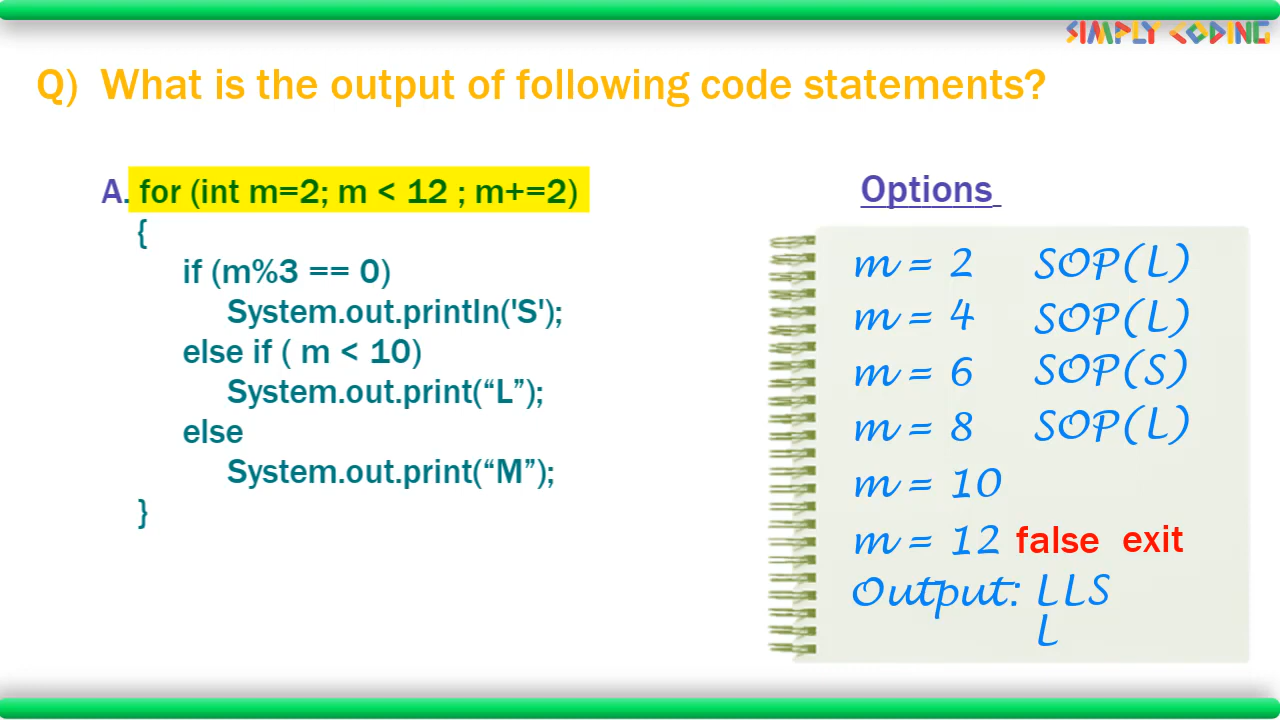 SIMPLY CODING
Q) What is the output of following code statements?
A. for (int m=2; m < 12 ; m+=2)
{
if (m%3 == 0)
System.out.println('S');
else if ( m < 10)
System.out.print(“L”);
else
System.out.print(“M”);
}
Options
m = 2 SOP(L)
m = 4 SOP(L)
m = 6 SOP(S)
m = 8 SOP(L)
m = 10
m = 12 false exit
Output: LLS
L